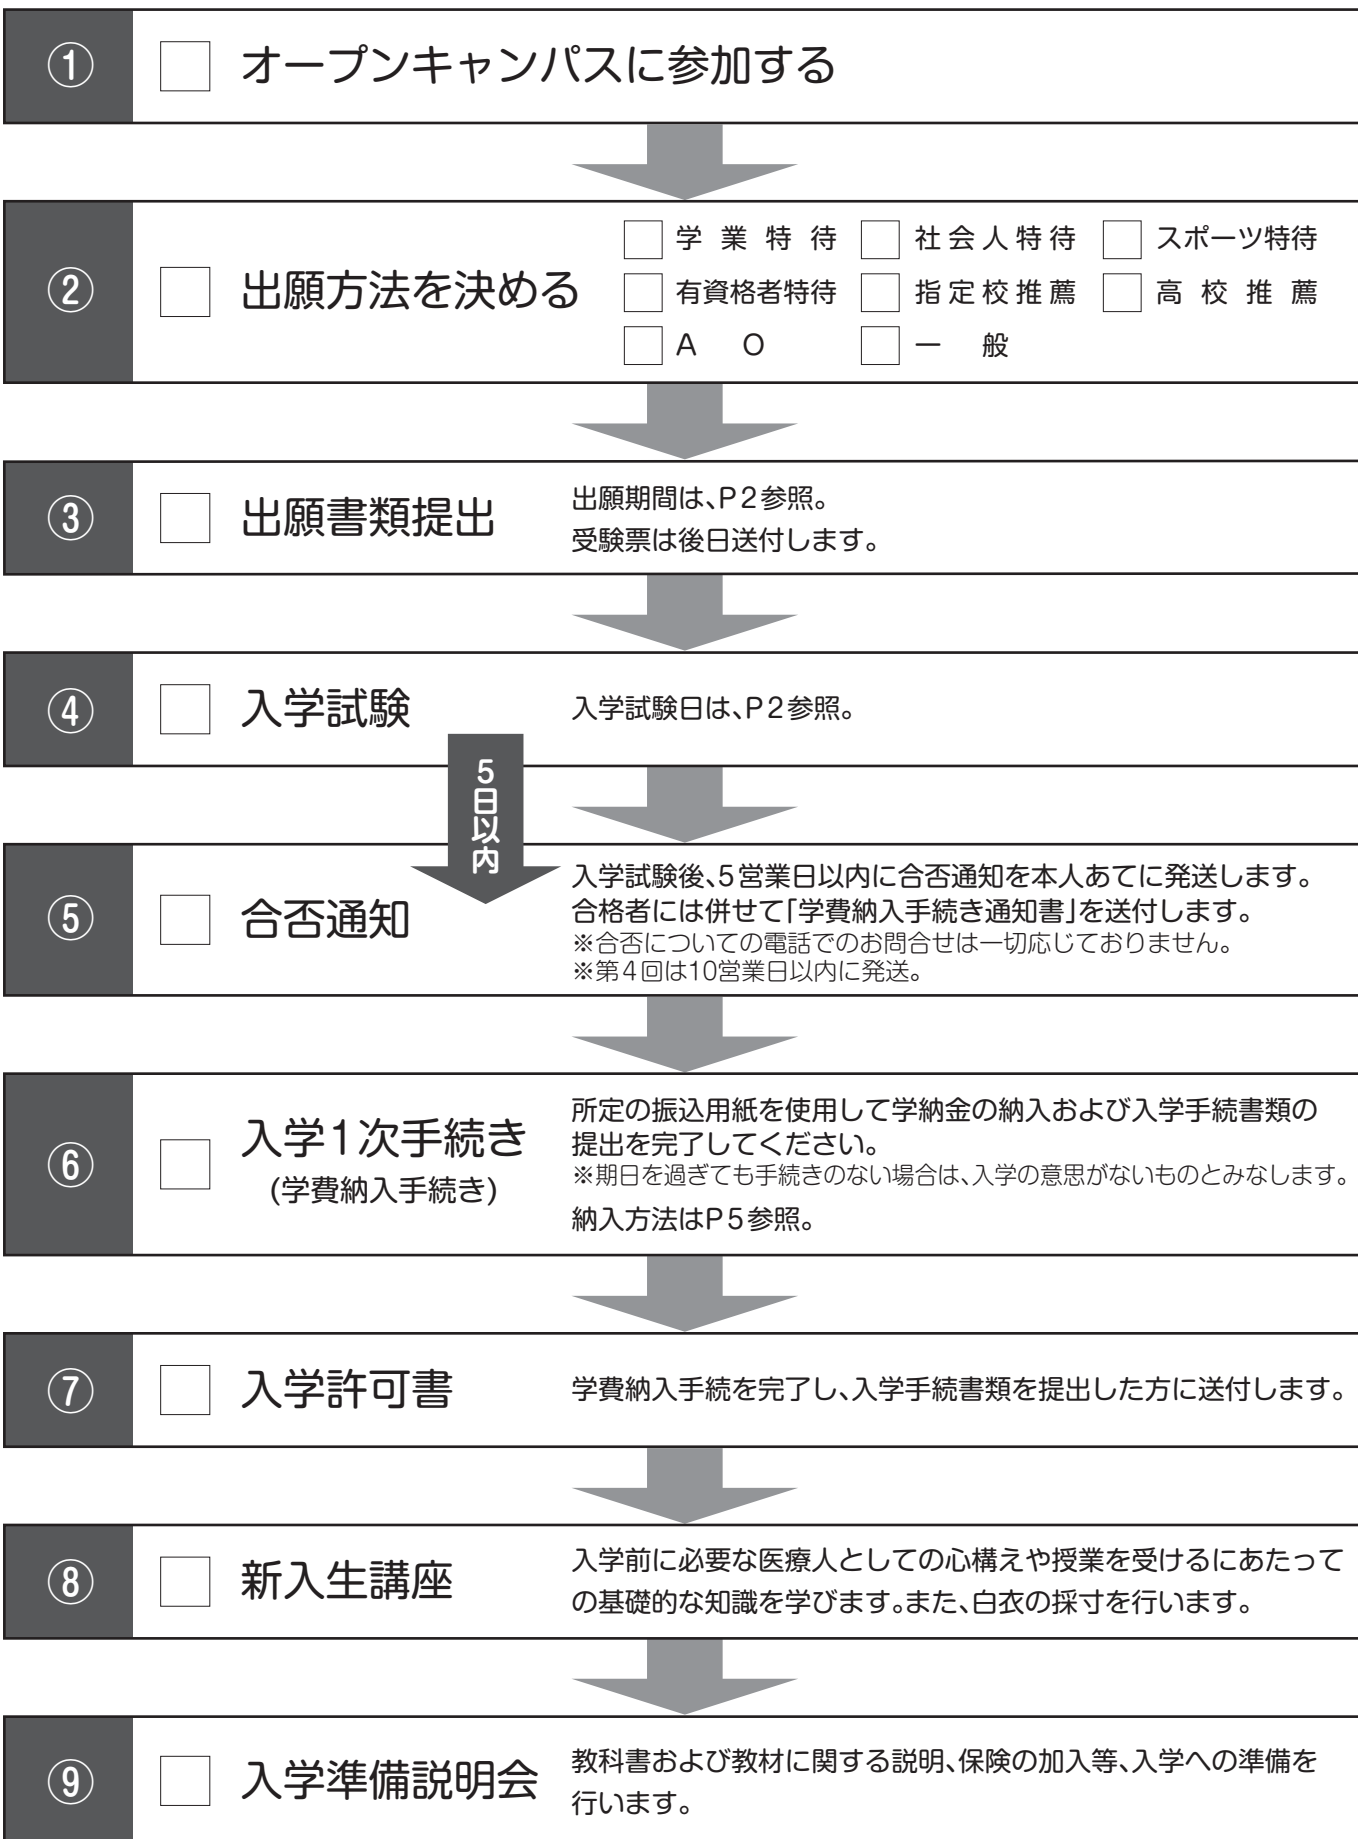 ① オープンキャンパスに参加する
② 出願方法を決める
学業特待 社会人特待 スポーツ特待
有資格者特待 指定校推薦 高校推薦
AO 一般
③ 出願書類提出
出願期間は、P2参照。
受験票は後日送付します。
④ 入学試験
入学試験日は、P2参照。
5日以内
⑤ 合否通知
入学試験後、5営業日以内に合否通知を本人あてに発送します。
合格者には併せて「学費納入手続き通知書」を送付します。
※合否についての電話でのお問合せは一切応じておりません。
※第4回は10営業日以内に発送。
⑥ 入学1次手続き
(学費納入手続き)
所定の振込用紙を使用して学納金の納入および入学手続書類の
提出を完了してください。
※期日を過ぎても手続きのない場合は、入学の意思がないものとみなします。
納入方法はP5参照。
⑦ 入学許可書
学費納入手続を完了し、入学手続書類を提出した方に送付します。
⑧ 新入生講座
入学前に必要な医療人としての心構えや授業を受けるにあたって
の基礎的な知識を学びます。また、白衣の採寸を行います。
⑨ 入学準備説明会
教科書および教材に関する説明、保険の加入等、入学への準備を
行います。